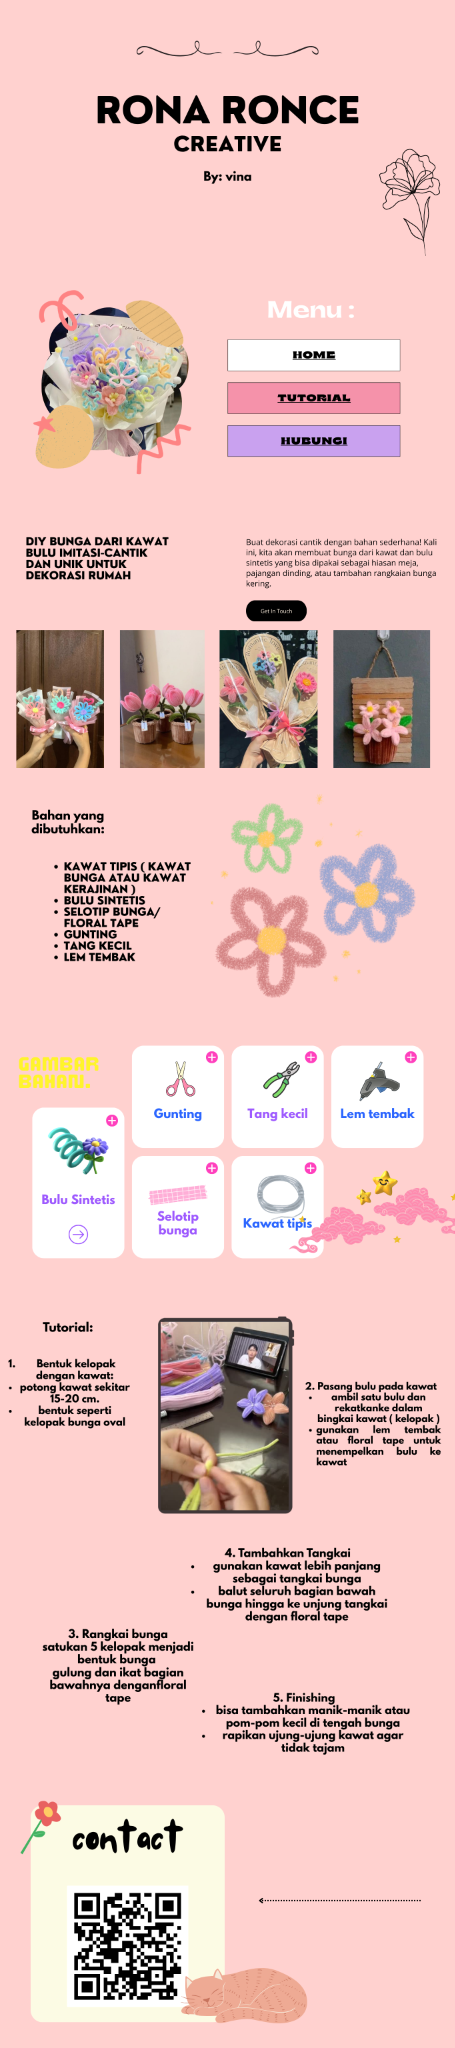 RONA RONCE
CREATIVE
By: vina
Menu :
HOME
TUTORIAL
HUBUNGI
DIY BUNGA DARI KAWAT
BULU IMITASI-CANTIK
DAN UNIK UNTUK
DEKORASI RUMAH
Buat dekorasi cantik dengan bahan sederhana! Kali
ini, kita akan membuat bunga dari kawat dan bulu
sintetis yang bisa dipakai sebagai hiasan meja,
pajangan dinding, atau tambahan rangkaian bunga
kering.
Get In Touch
Bahan yang
dibutuhkan:
• KAWAT TIPIS ( KAWAT
BUNGA ATAU KAWAT
KERAJINAN )
• BULU SINTETIS
• SELOTIP BUNGA/
FLORAL TAPE
• GUNTING
• TANG KECIL
• LEM TEMBAK
GAMBAR
BAHAN.
Gunting
Tang kecil
Lem tembak
Bulu Sintetis
Selotip
bunga
Kawat tipis
Tutorial:
1. Bentuk kelopak
dengan kawat:
• potong kawat sekitar
15-20 cm.
• bentuk seperti
kelopak bunga oval
2. Pasang bulu pada kawat
• ambil satu bulu dan
rekatkanke dalam
bingkai kawat ( kelopak )
• gunakan lem tembak
atau floral tape untuk
menempelkan bulu ke
kawat
4. Tambahkan Tangkai
• gunakan kawat lebih panjang
sebagai tangkai bunga
• balut seluruh bagian bawah
bunga hingga ke unjung tangkai
dengan floral tape
3. Rangkai bunga
satukan 5 kelopak menjadi
bentuk bunga
gulung dan ikat bagian
bawahnya denganfloral
tape
5. Finishing
• bisa tambahkan manik-manik atau
pom-pom kecil di tengah bunga
• rapikan ujung-ujung kawat agar
tidak tajam
contact